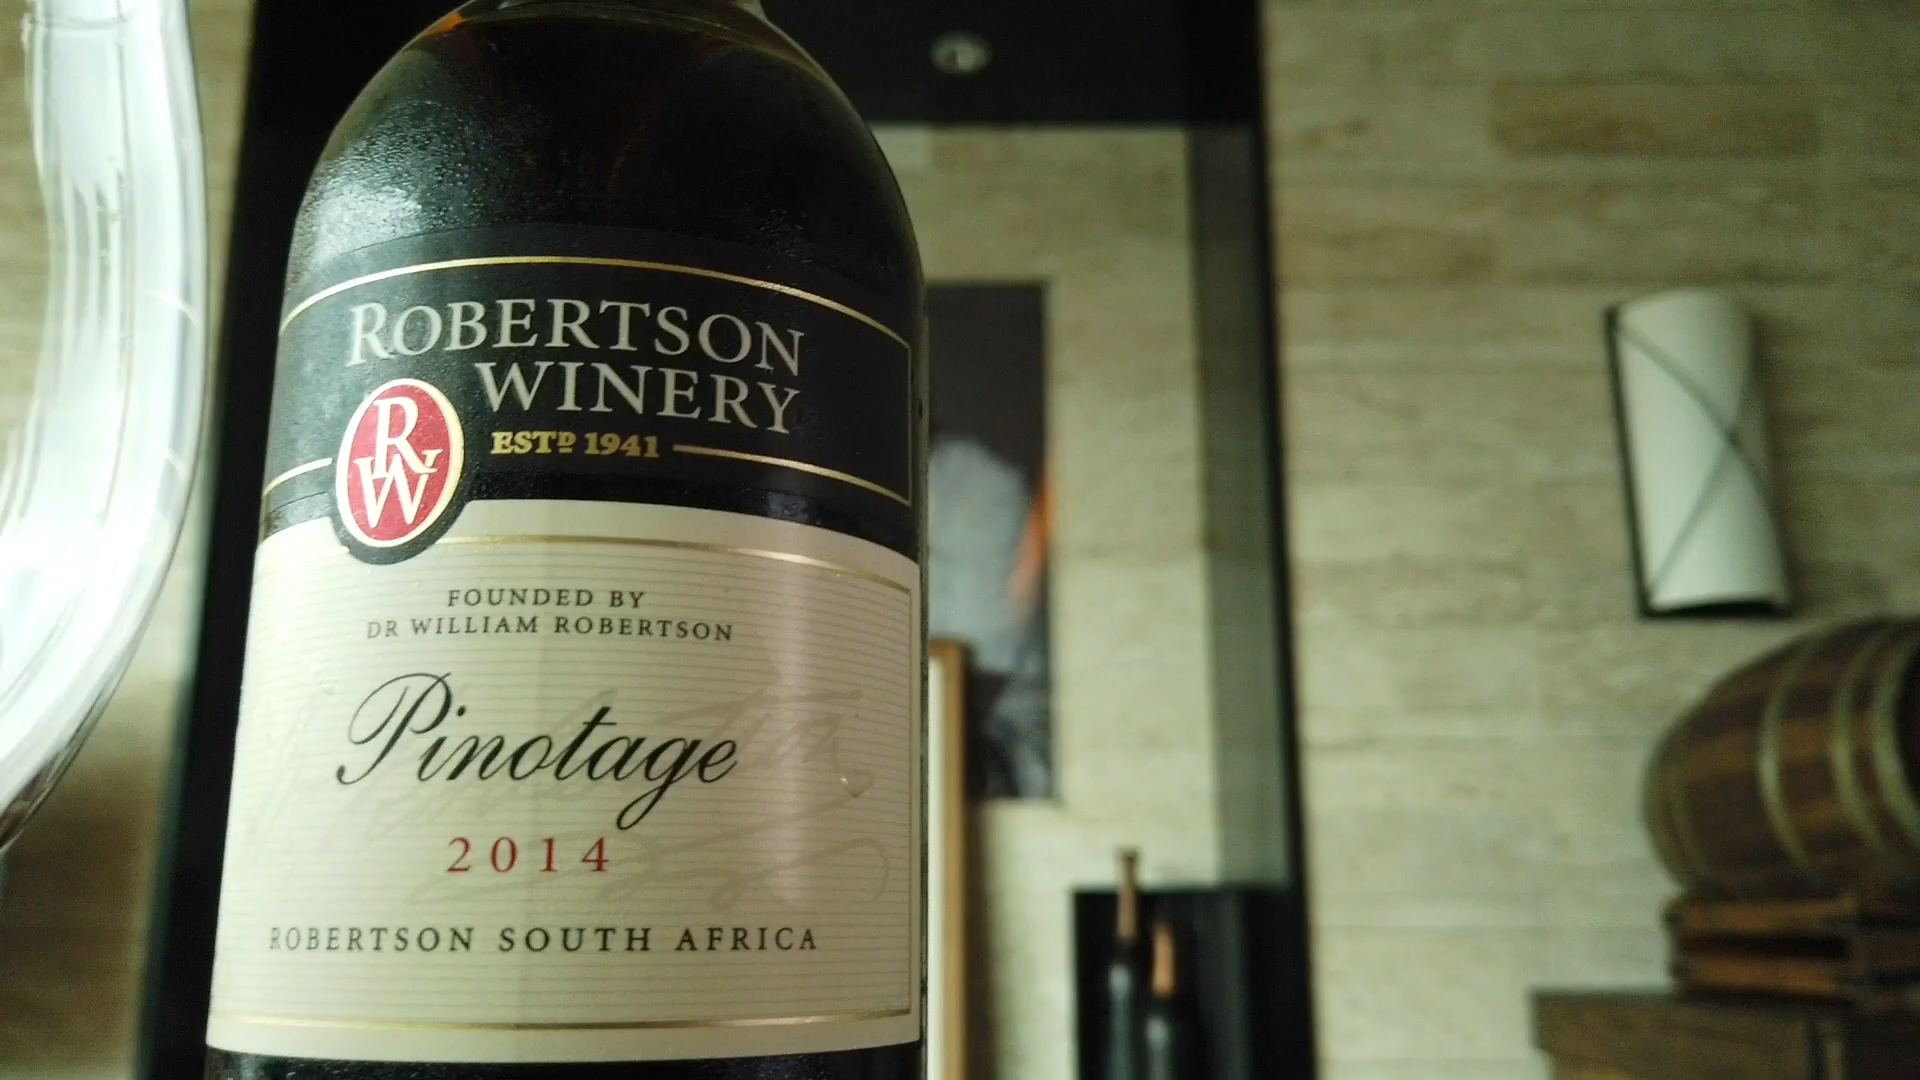 ROBERTSON
WINERY
RW
ESTD 1941
FOUNDED BY
DR WILLIAM ROBERTSON
Pinotage
2014
ROBERTSON SOUTH AFRICA